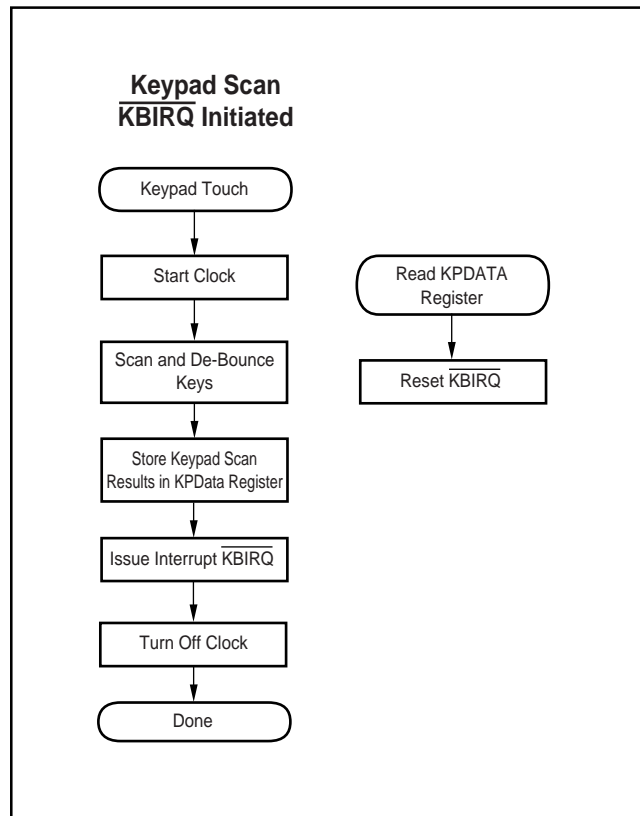 Keypad Scan
KBIRQ Initiated
Keypad Touch
Start Clock
Scan and De-Bounce
Keys
Store Keypad Scan
Results in KPData Register
Issue Interrupt KBIRQ
Turn Off Clock
Done
Read KPDATA
Register
Reset KBIRQ